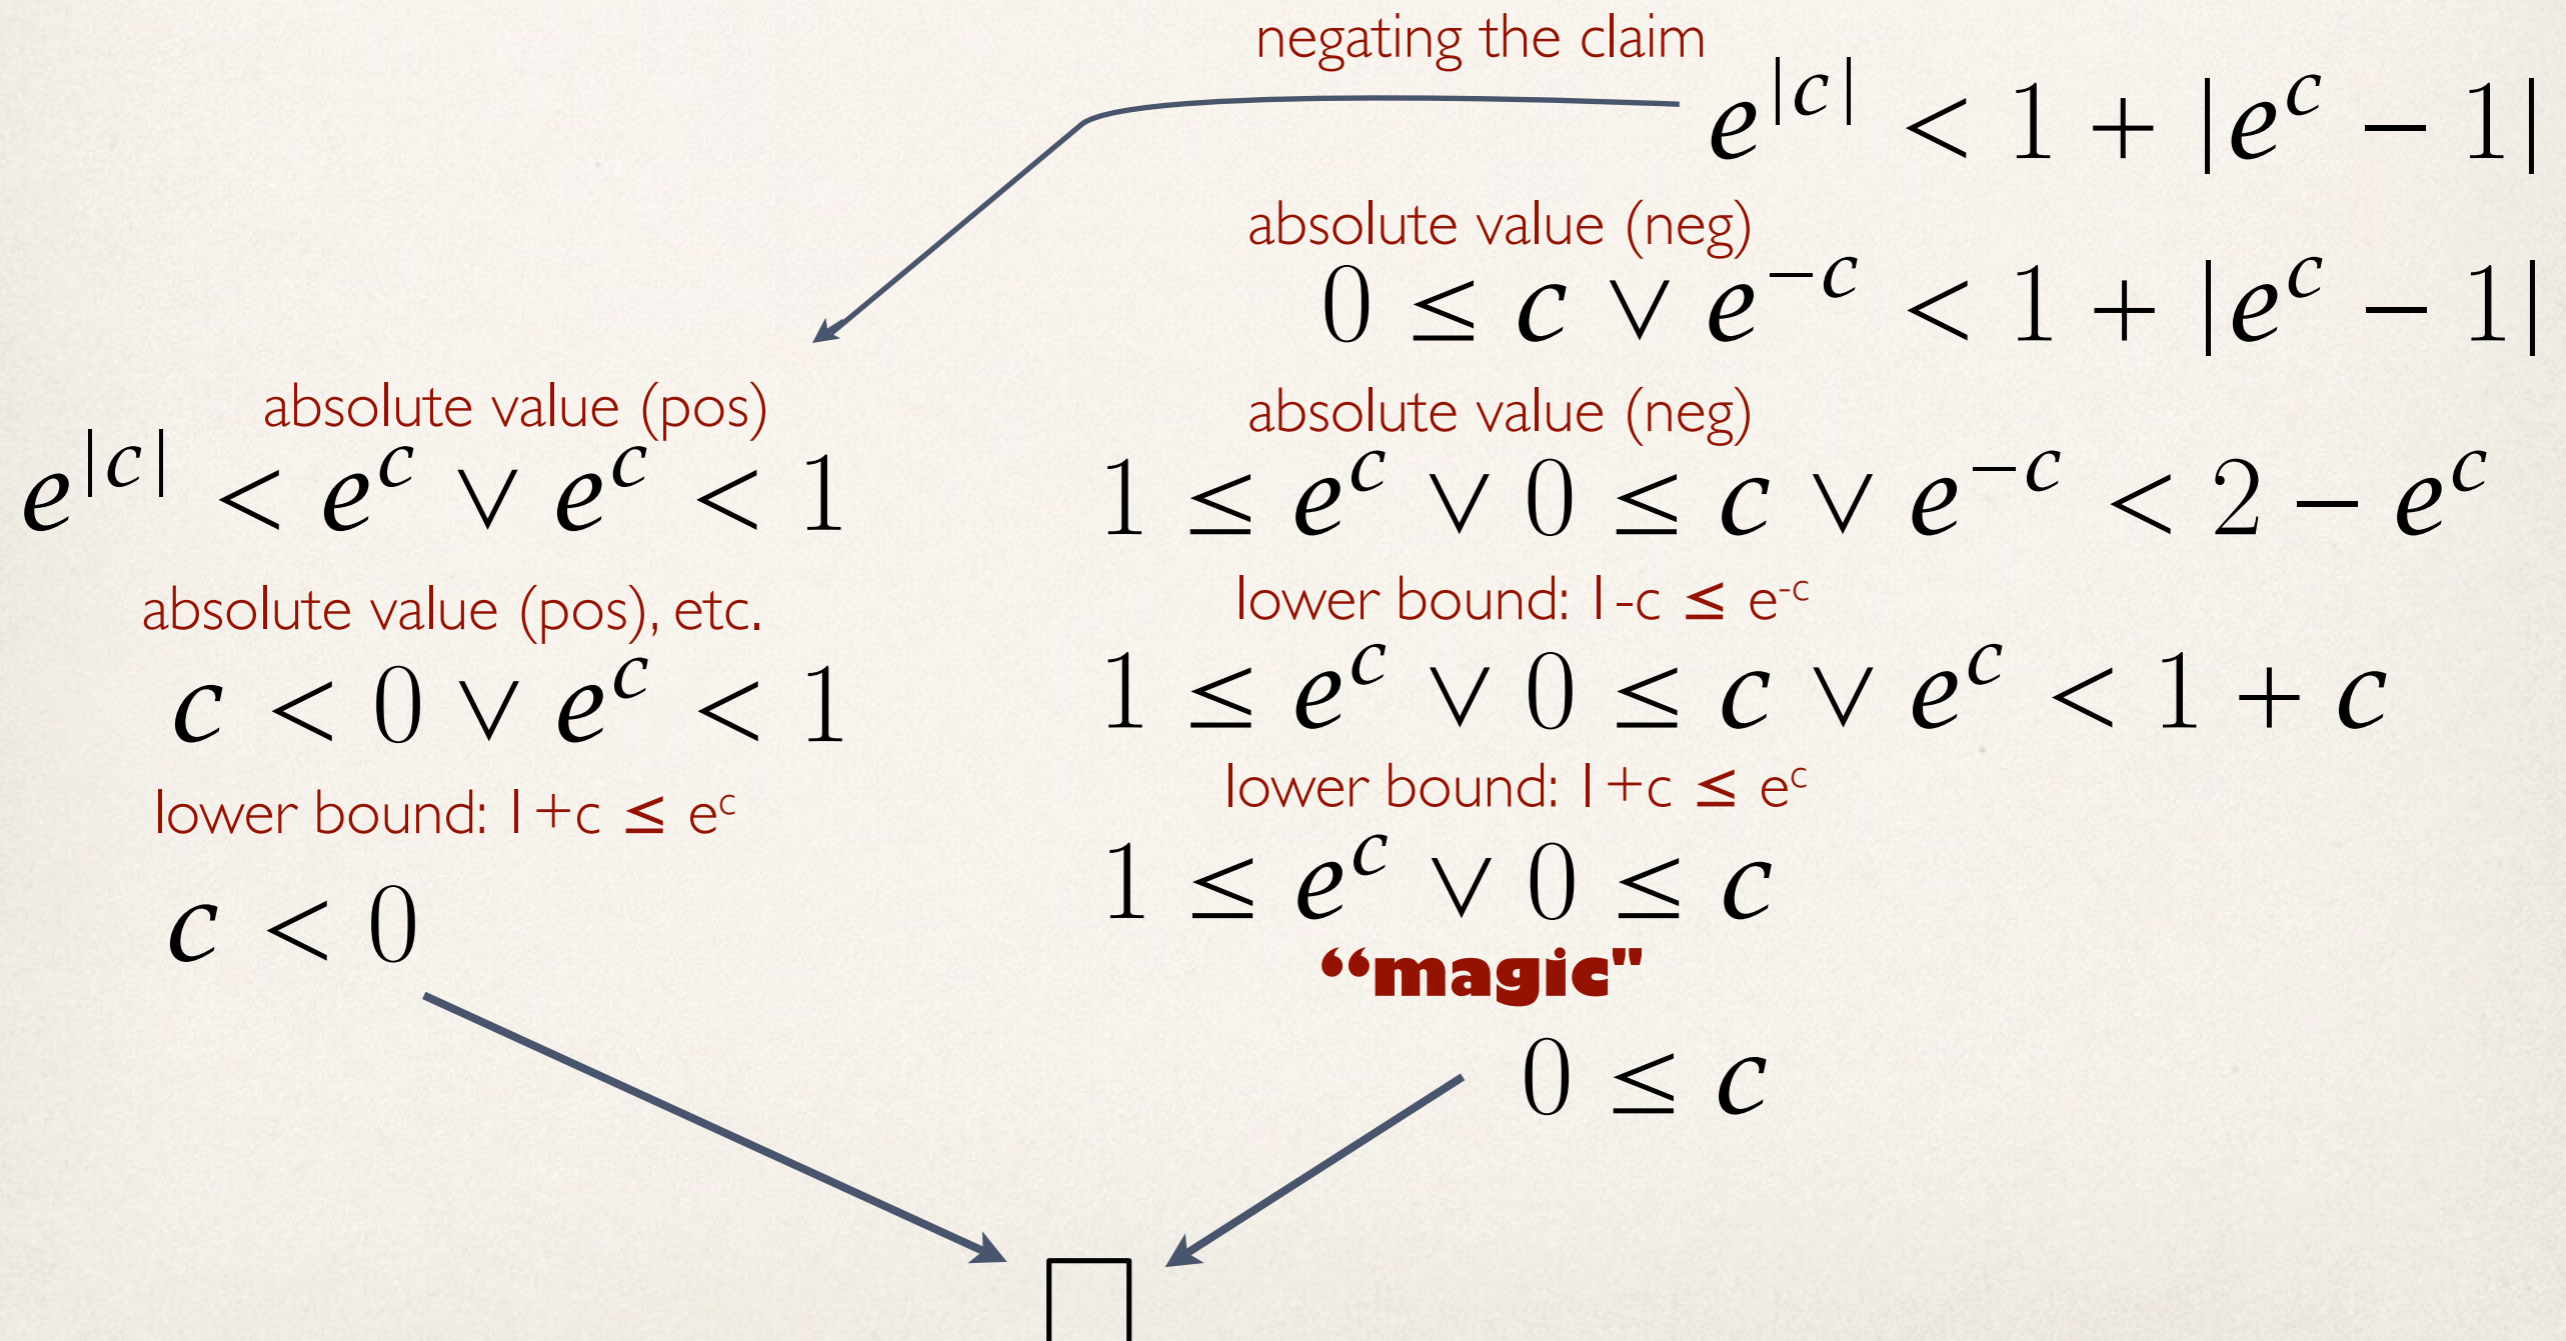 negating the claim
e^{|c|} < 1 + |e^c − 1|
absolute value (neg)
0 ≤ c ∨ e^{−c} < 1 + |e^c − 1|
absolute value (pos)
e^{|c|} < e^c ∨ e^c < 1
absolute value (pos), etc.
c < 0 ∨ e^c < 1
lower bound: 1+c ≤ e^c
c < 0
absolute value (neg)
1 ≤ e^c ∨ 0 ≤ c ∨ e^{−c} < 2 − e^c
lower bound: 1-c ≤ e^{-c}
1 ≤ e^c ∨ 0 ≤ c ∨ e^c < 1 + c
lower bound: 1+c ≤ e^c
1 ≤ e^c ∨ 0 ≤ c
“magic"
0 ≤ c